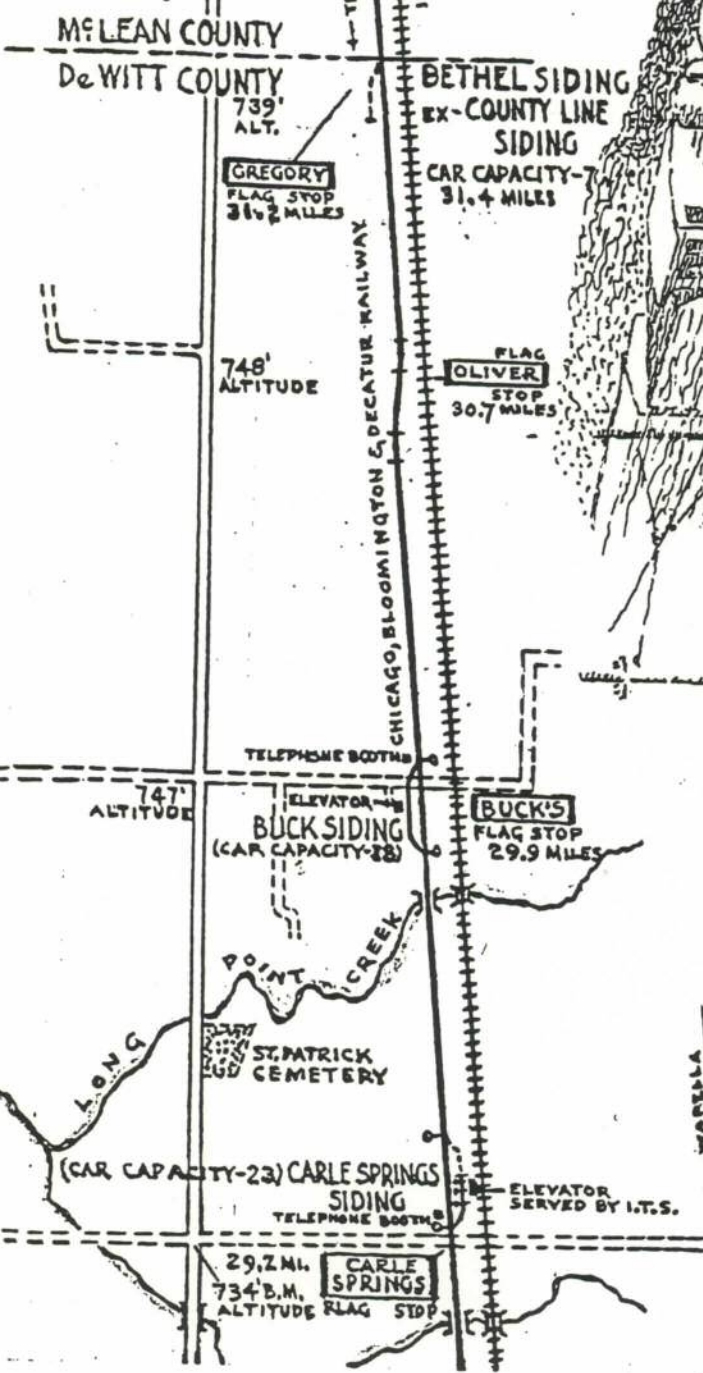 McLEAN COUNTY
DeWITT COUNTY
739'
ALT.
BETHEL SIDING
EX-COUNTY LINE
SIDING
CAR CAPACITY-7
31.4 MILES
GREGORY
FLAG STOP
31.2 MILES
748'
ALTITUDE
FLAG
OLIVER
STOP
30.7 MILES
CHICAGO, BLOOMINGTON & DECATUR RAILWAY
TELEPHONE BOOTH
747'
ALTITUDE
ELEVATOR
BUCK SIDING
(CAR CAPACITY-38)
BUCK'S
FLAG STOP
29.9 MILES
LONG POINT CREEK
ST. PATRICK
CEMETERY
(CAR CAPACITY-23) CARLE SPRINGS
SIDING
TELEPHONE BOOTH
ELEVATOR
SERVED BY I.T.S.
29.2 MI.
734' B.M.
ALTITUDE
CARLE
SPRINGS
FLAG STOP